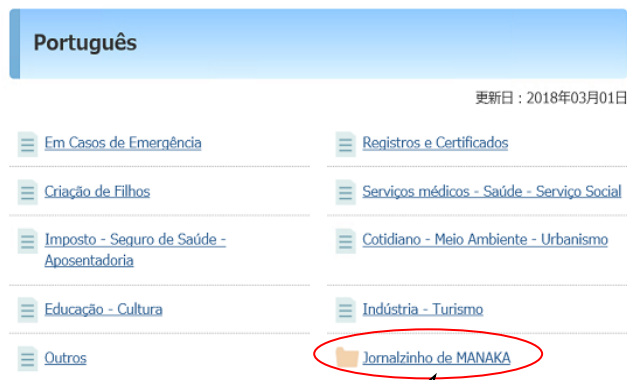 Português
更新日：2018年03月01日
Em Casos de Emergência
Registros e Certificados
Criação de Filhos
Serviços médicos - Saúde - Serviço Social
Imposto - Seguro de Saúde -
Aposentadoria
Cotidiano - Meio Ambiente - Urbanismo
Educação - Cultura
Indústria - Turismo
Outros
Jornalzinho de MANAKA